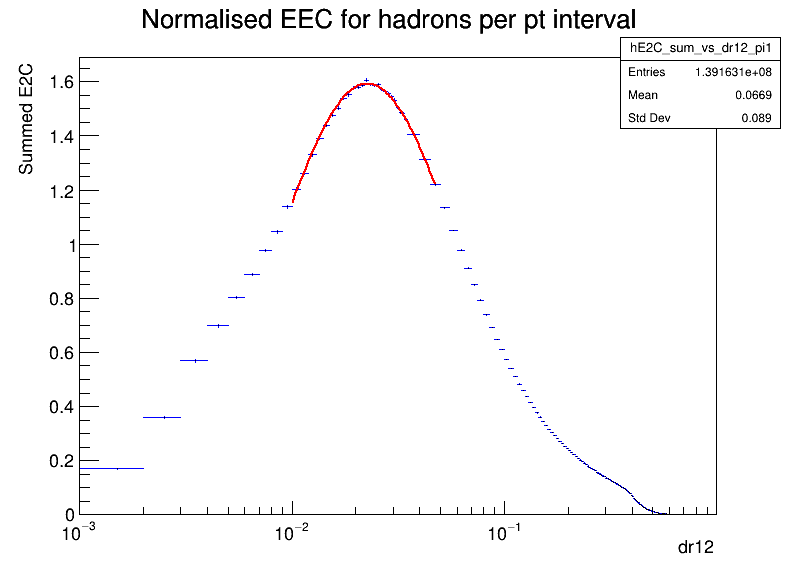 Normalised EEC for hadrons per pt interval
hE2C_sum_vs_dr12_pi1
Entries 1.391631e+08
Mean 0.0669
Std Dev 0.089
Summed E2C
1.6
1.4
1.2
1
0.8
0.6
0.4
0.2
0
10⁻³
10⁻²
10⁻¹
dr12